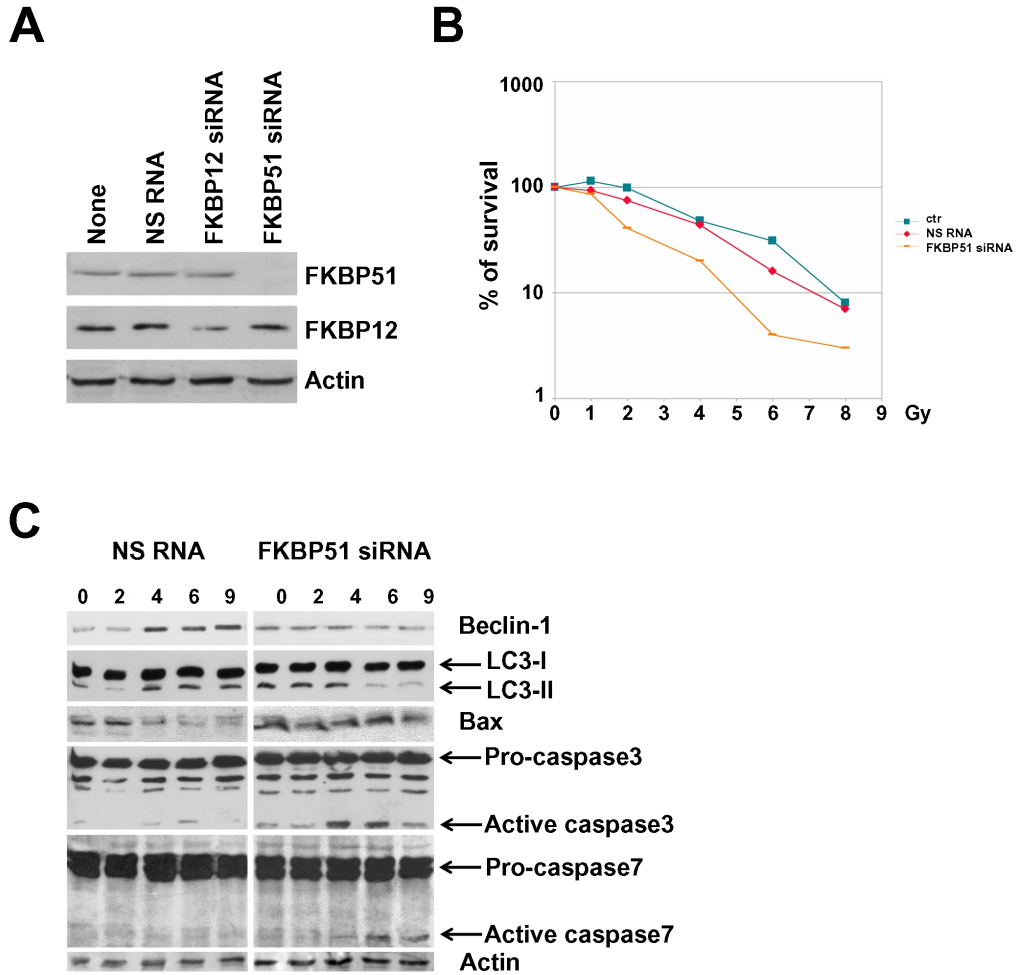 A
None
NS RNA
FKBP12 siRNA
FKBP51 siRNA
FKBP51
FKBP12
Actin
B
% of survival
1000
100
10
1
0 1 2 3 4 5 6 7 8 9 Gy
ctr
NS RNA
FKBP51 siRNA
C
NS RNA FKBP51 siRNA
0 2 4 6 9 0 2 4 6 9
Beclin-1
LC3-I
LC3-II
Bax
Pro-caspase3
Active caspase3
Pro-caspase7
Active caspase7
Actin